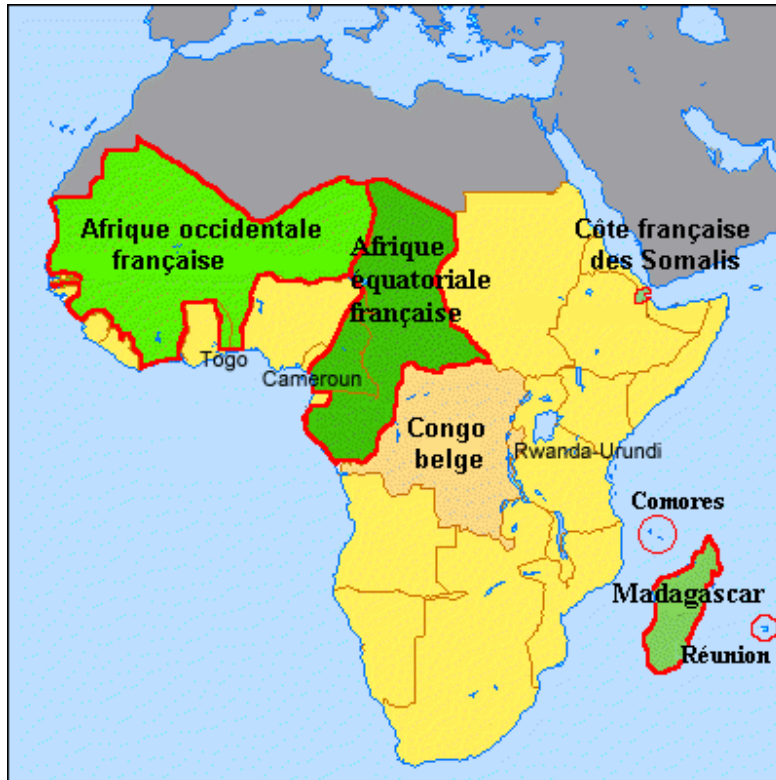 Afrique occidentale
française
Afrique
équatoriale
française
Côte française
des Somalis
Togo
Cameroun
Congo
belge
Rwanda-Urundi
Comores
Madagascar
Réunion